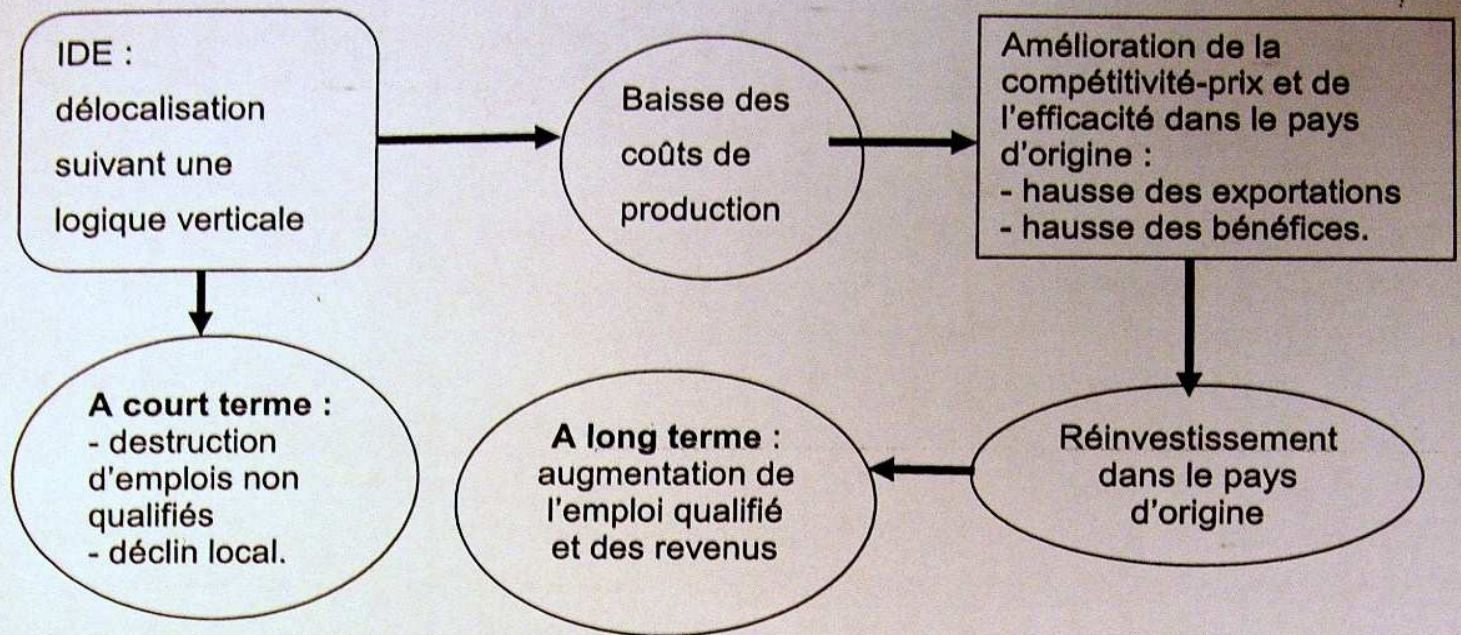 IDE :
délocalisation
suivant une
logique verticale
Baisse des
coûts de
production
Amélioration de la
compétitivité-prix et de
l'efficacité dans le pays
d'origine :
- hausse des exportations
- hausse des bénéfices.
A court terme :
- destruction
d'emplois non
qualifiés
- déclin local.
A long terme :
augmentation de
l'emploi qualifié
et des revenus
Réinvestissement
dans le pays
d'origine